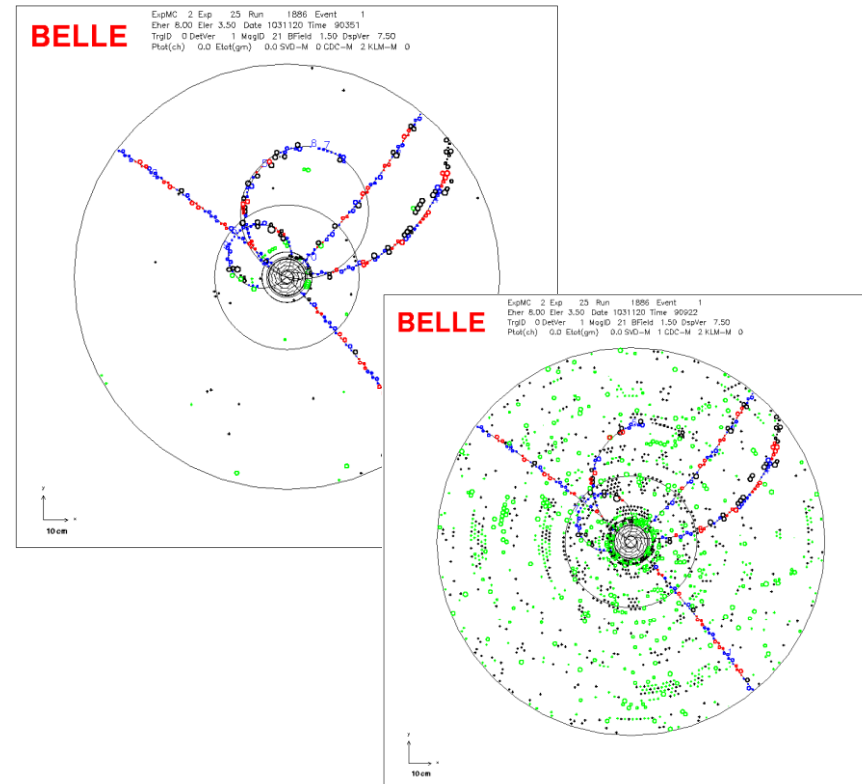 BELLE
ExpMC 2 Exp 25 Run 1886 Event 1
Eher 8.00 Eler 3.50 Date 1031120 Time 90351
TrgID 0 DetVer 1 MagID 21 BField 1.50 DspVer 7.50
Ptot(ch) 0.0 Etot(gm) 0.0 SVD-M 0 CDC-M 2 KLM-M 0
8 7
y
x
10cm
BELLE
ExpMC 2 Exp 25 Run 1886 Event 1
Eher 8.00 Eler 3.50 Date 1031120 Time 90922
TrgID 0 DetVer 1 MagID 21 BField 1.50 DspVer 7.50
Ptot(ch) 0.0 Etot(gm) 0.0 SVD-M 1 CDC-M 2 KLM-M 0
y
x
10cm